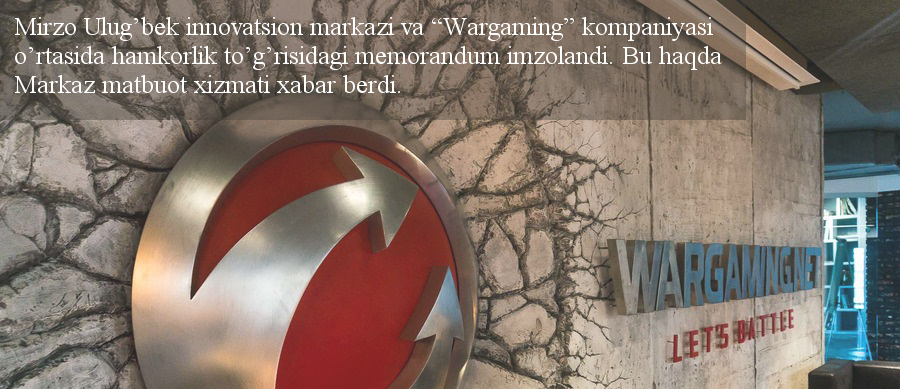 Mirzo Ulug’bek innovatsion markazi va “Wargaming” kompaniyasi
o’rtasida hamkorlik to’g’risidagi memorandum imzolandi. Bu haqda
Markaz matbuot xizmati xabar berdi.
WARGAMING.NET
LET'S BATTLE